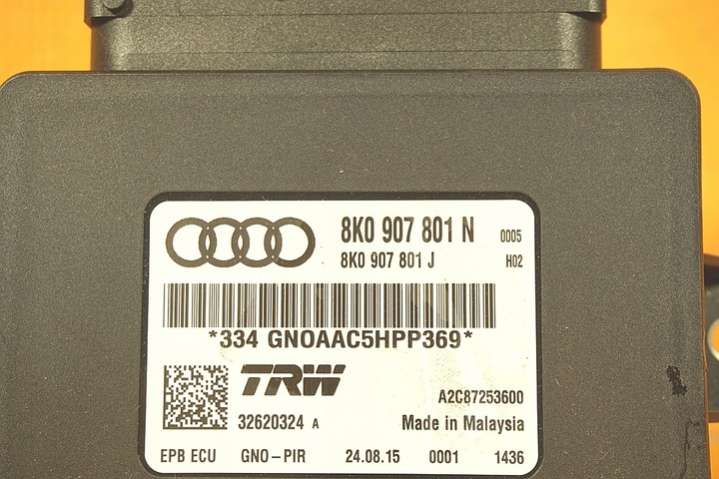 8K0 907 801 N 0005
8K0 907 801 J H02
*334 GNOAAC5HPP369*
TRW
A2C87253600
32620324 A Made in Malaysia
EPB ECU GNO-PIR 24.08.15 0001 1436